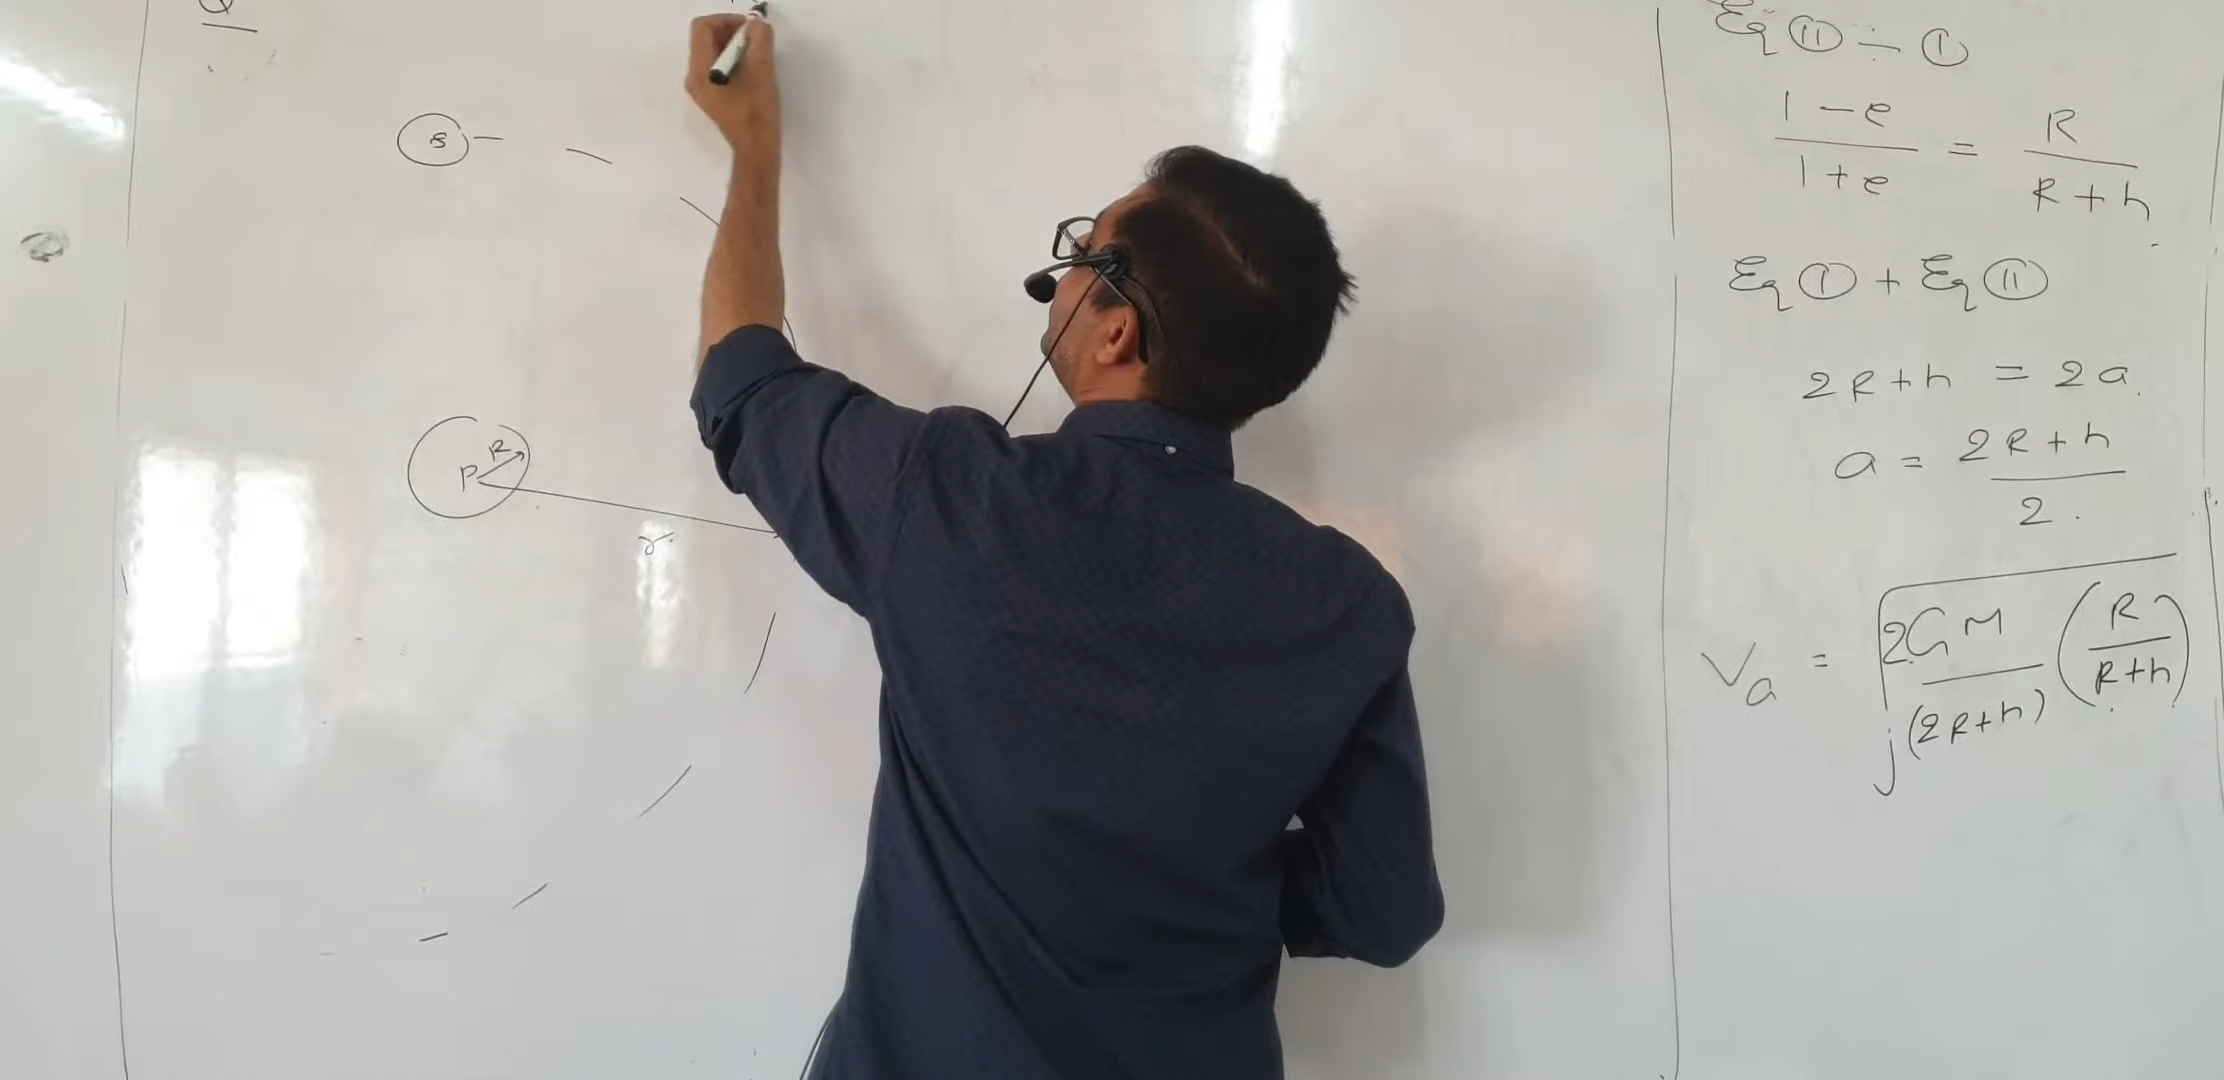 Q
S
R
P
r
Eq (II) ÷ (I)
1 - e / 1 + e = R / R + h
Eq (I) + Eq (II)
2R + h = 2a
a = 2R + h / 2
Va = √ 2GM / (2R+h) (R / R+h)